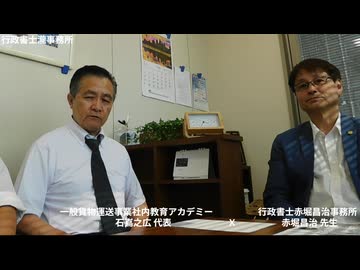 行政書士瀧事務所
一般貨物運送事業社内教育アカデミー
石髙之広 代表
X
行政書士赤堀昌治事務所
赤堀昌治 先生